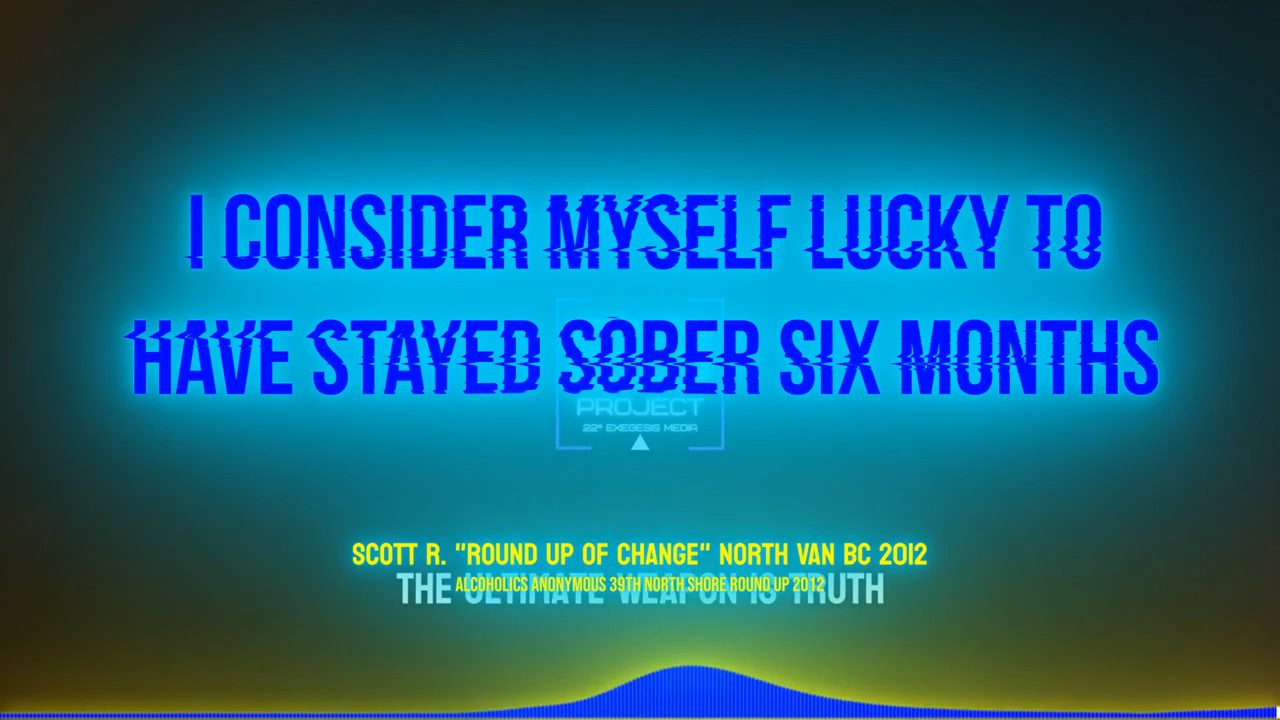 I CONSIDER MYSELF LUCKY TO
HAVE STAYED SOBER SIX MONTHS
PROJECT
22ª EXEGESIS MEDIA
SCOTT R. "ROUND UP OF CHANGE" NORTH VAN BC 2012
ALCOHOLICS ANONYMOUS 39TH NORTH SHORE ROUND UP 2012
THE ULTIMATE WEAPON IS TRUTH